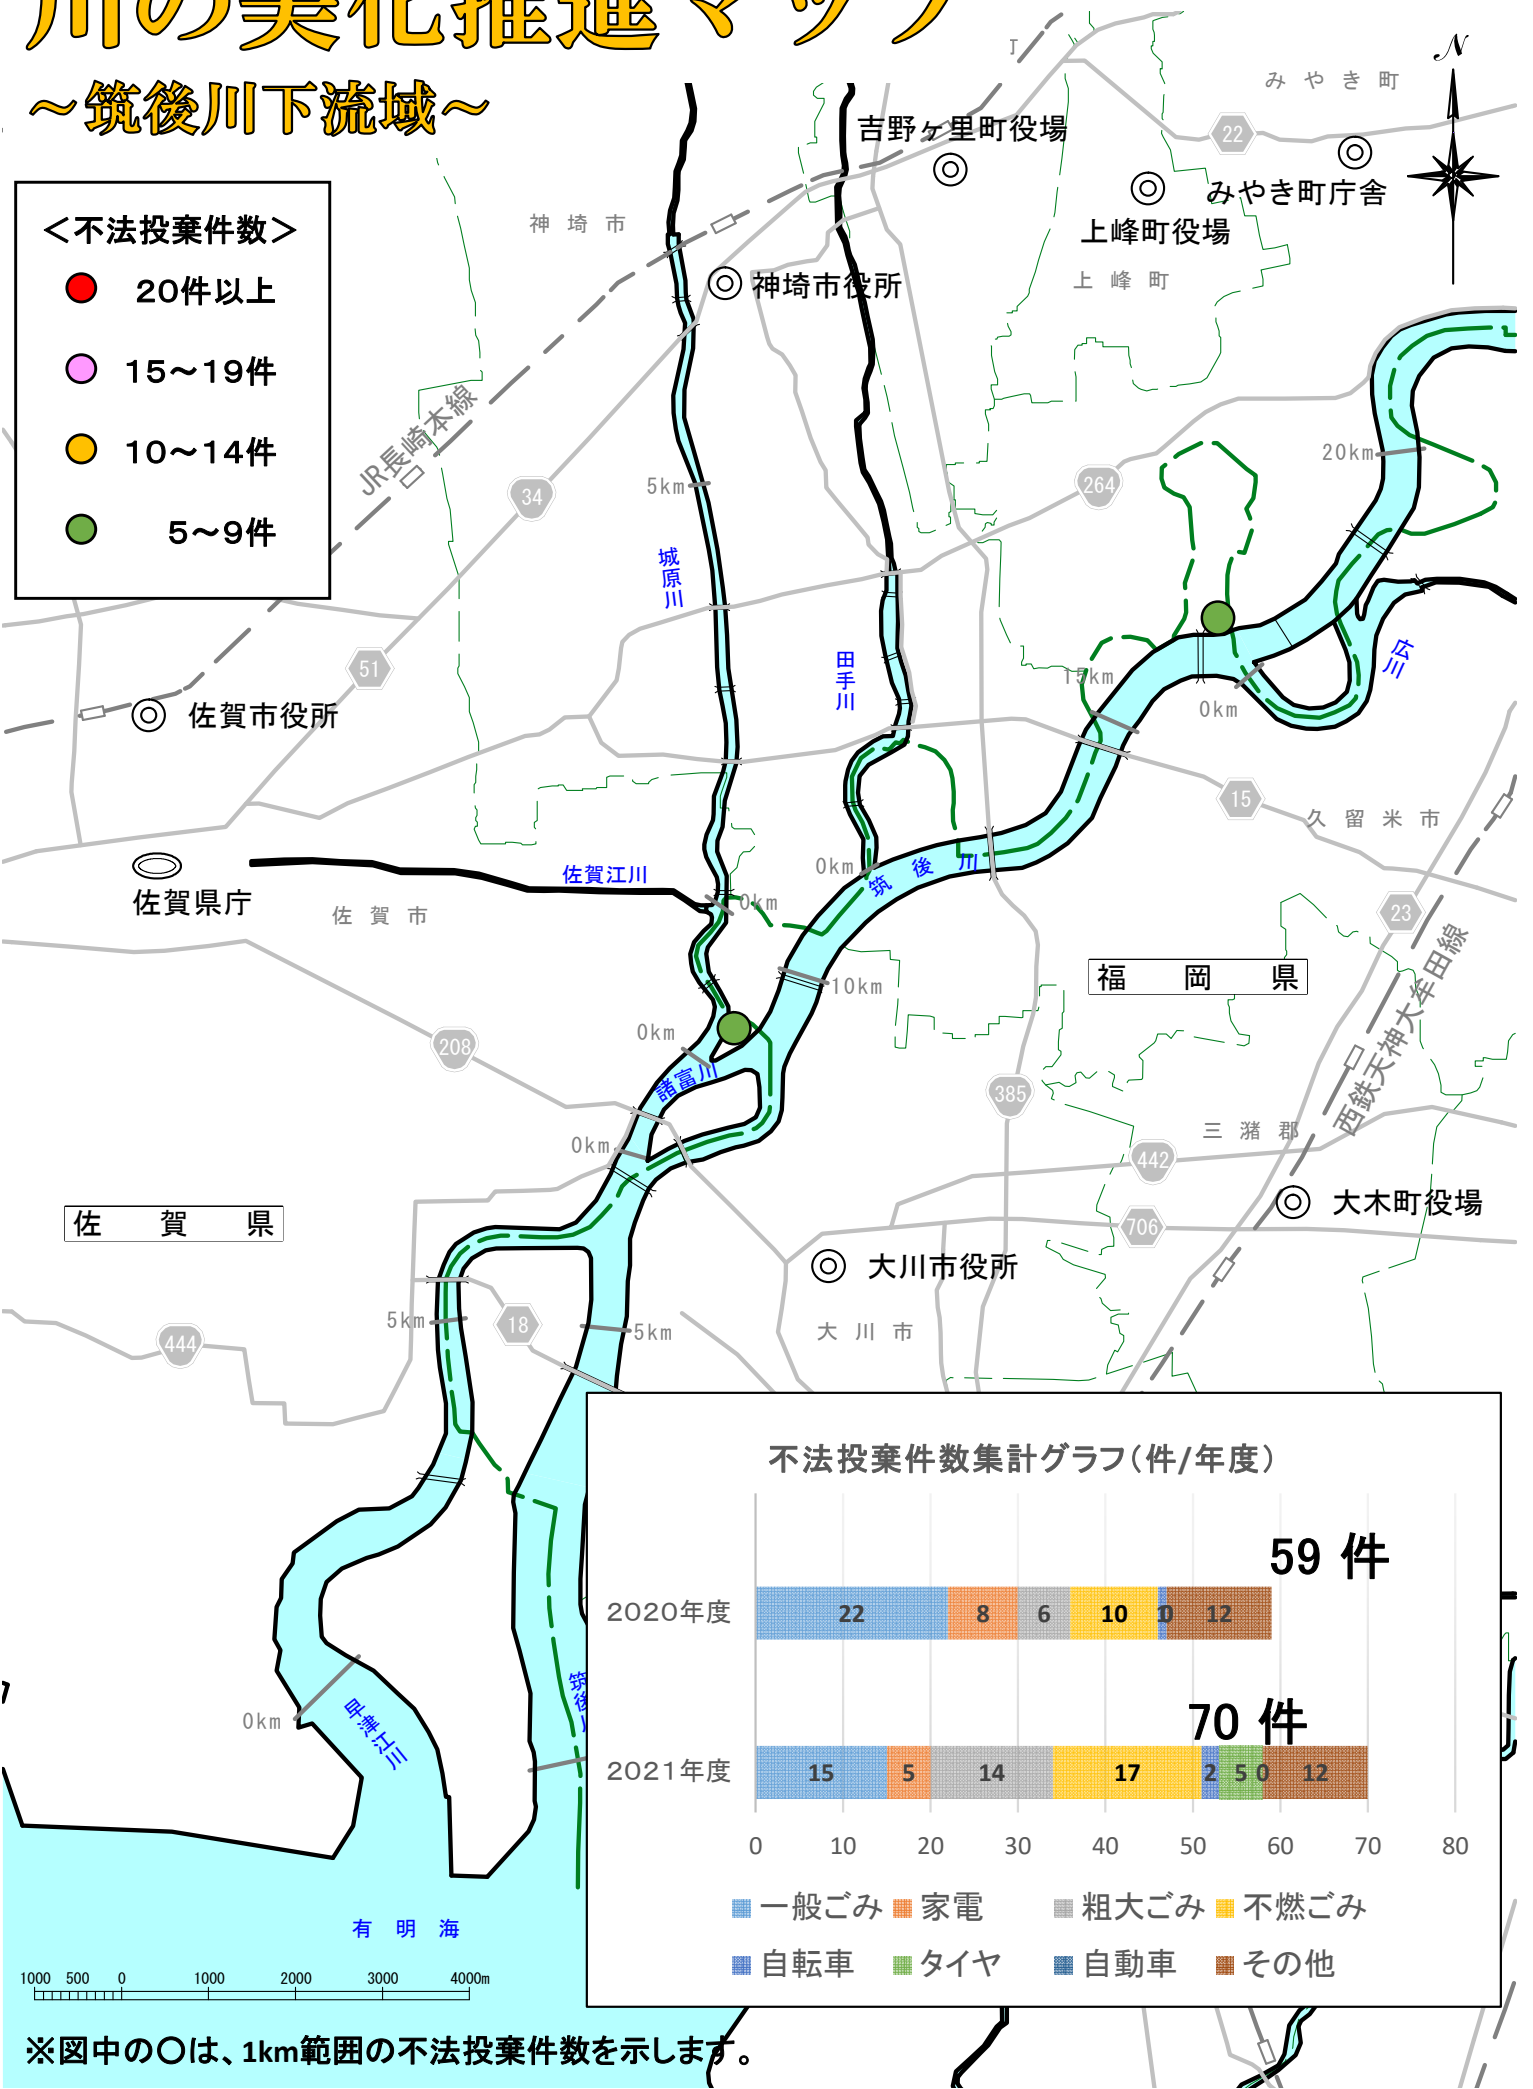 川の美化推進マップ
～筑後川下流域～
＜不法投棄件数＞
20件以上
15～19件
10～14件
5～9件
N
みやき町
22
吉野ヶ里町役場
みやき町庁舎
上峰町役場
上峰町
神埼市
神埼市役所
JR長崎本線
34
5km
264
20km
城原川
田手川
広川
51
15km
0km
佐賀市役所
15
久留米市
佐賀江川
0km
筑後川
0km
佐賀県庁
佐賀市
23
福岡県
10km
西鉄天神大牟田線
208
0km
諸富川
385
0km
三潴郡
442
佐賀県
大木町役場
706
大川市役所
5km
18
5km
大川市
444
不法投棄件数集計グラフ（件/年度）
59 件
2020年度
22 8 6 10 1 0 12
70 件
2021年度
15 5 14 17 2 5 0 12
0 10 20 30 40 50 60 70 80
一般ごみ 家電 粗大ごみ 不燃ごみ
自転車 タイヤ 自動車 その他
筑後
0km
早津江川
有明海
1000 500 0 1000 2000 3000 4000m
※図中の○は、1km範囲の不法投棄件数を示します。